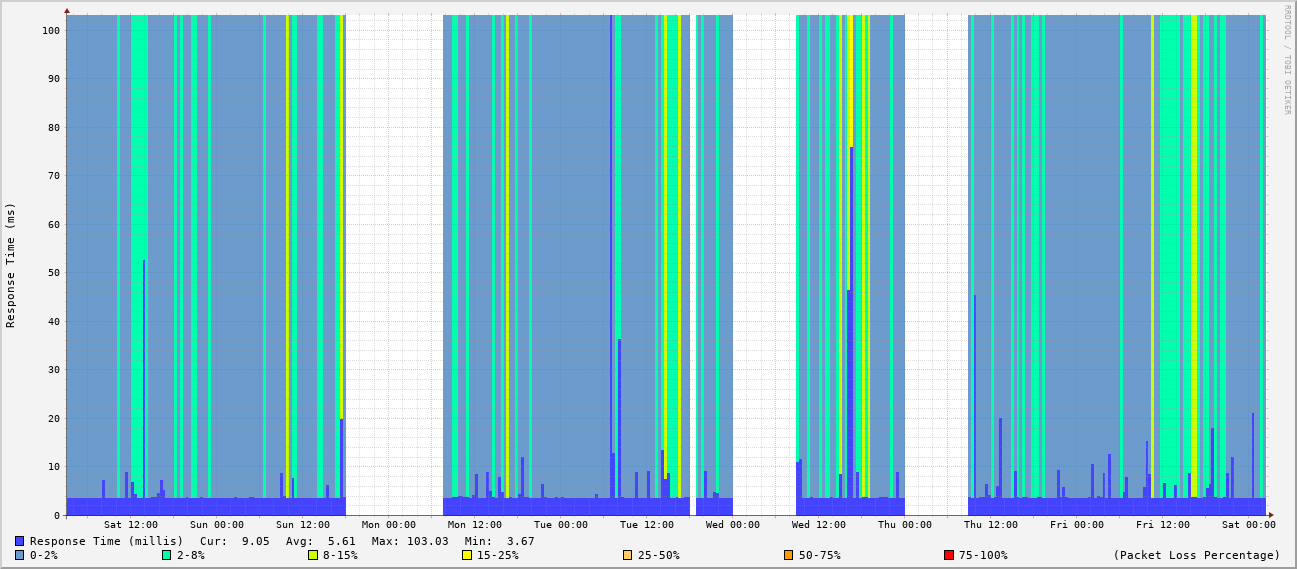 RRDTOOL / TOBI OETIKER
Response Time (ms)
100
90
80
70
60
50
40
30
20
10
0
Sat 12:00 Sun 00:00 Sun 12:00 Mon 00:00 Mon 12:00 Tue 00:00 Tue 12:00 Wed 00:00 Wed 12:00 Thu 00:00 Thu 12:00 Fri 00:00 Fri 12:00 Sat 00:00
Response Time (millis) Cur: 9.05 Avg: 5.61 Max: 103.03 Min: 3.67
0-2% 2-8% 8-15% 15-25% 25-50% 50-75% 75-100% (Packet Loss Percentage)